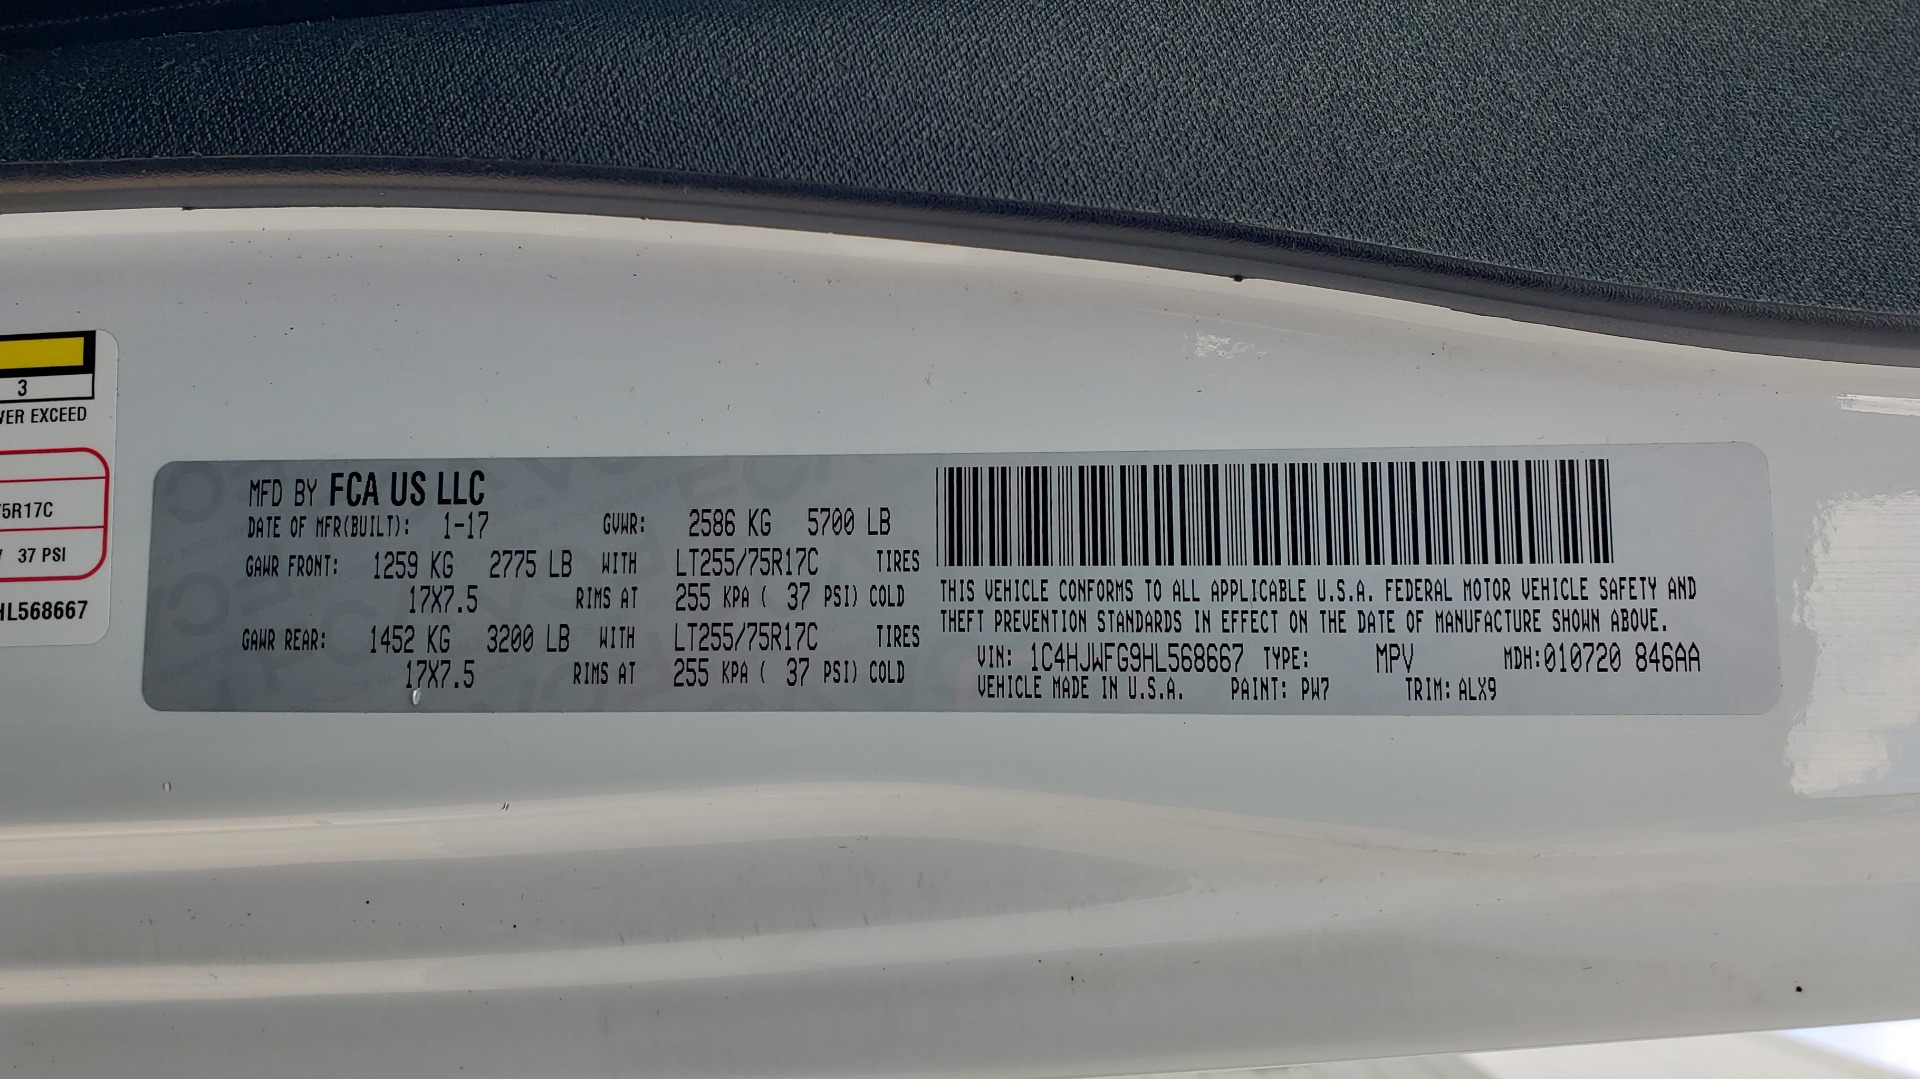 3
VER EXCEED
75R17C
37 PSI
HL568667
MFD BY FCA US LLC
DATE OF MFR(BUILT): 1-17 GVWR: 2586 KG 5700 LB
GAWR FRONT: 1259 KG 2775 LB WITH LT255/75R17C TIRES
17X7.5 RIMS AT 255 KPA ( 37 PSI) COLD
GAWR REAR: 1452 KG 3200 LB WITH LT255/75R17C TIRES
17X7.5 RIMS AT 255 KPA ( 37 PSI) COLD
THIS VEHICLE CONFORMS TO ALL APPLICABLE U.S.A. FEDERAL MOTOR VEHICLE SAFETY AND
THEFT PREVENTION STANDARDS IN EFFECT ON THE DATE OF MANUFACTURE SHOWN ABOVE.
VIN: 1C4HJWFG9HL568667 TYPE: MPV MDH:010720 846AA
VEHICLE MADE IN U.S.A. PAINT: PW7 TRIM: ALX9